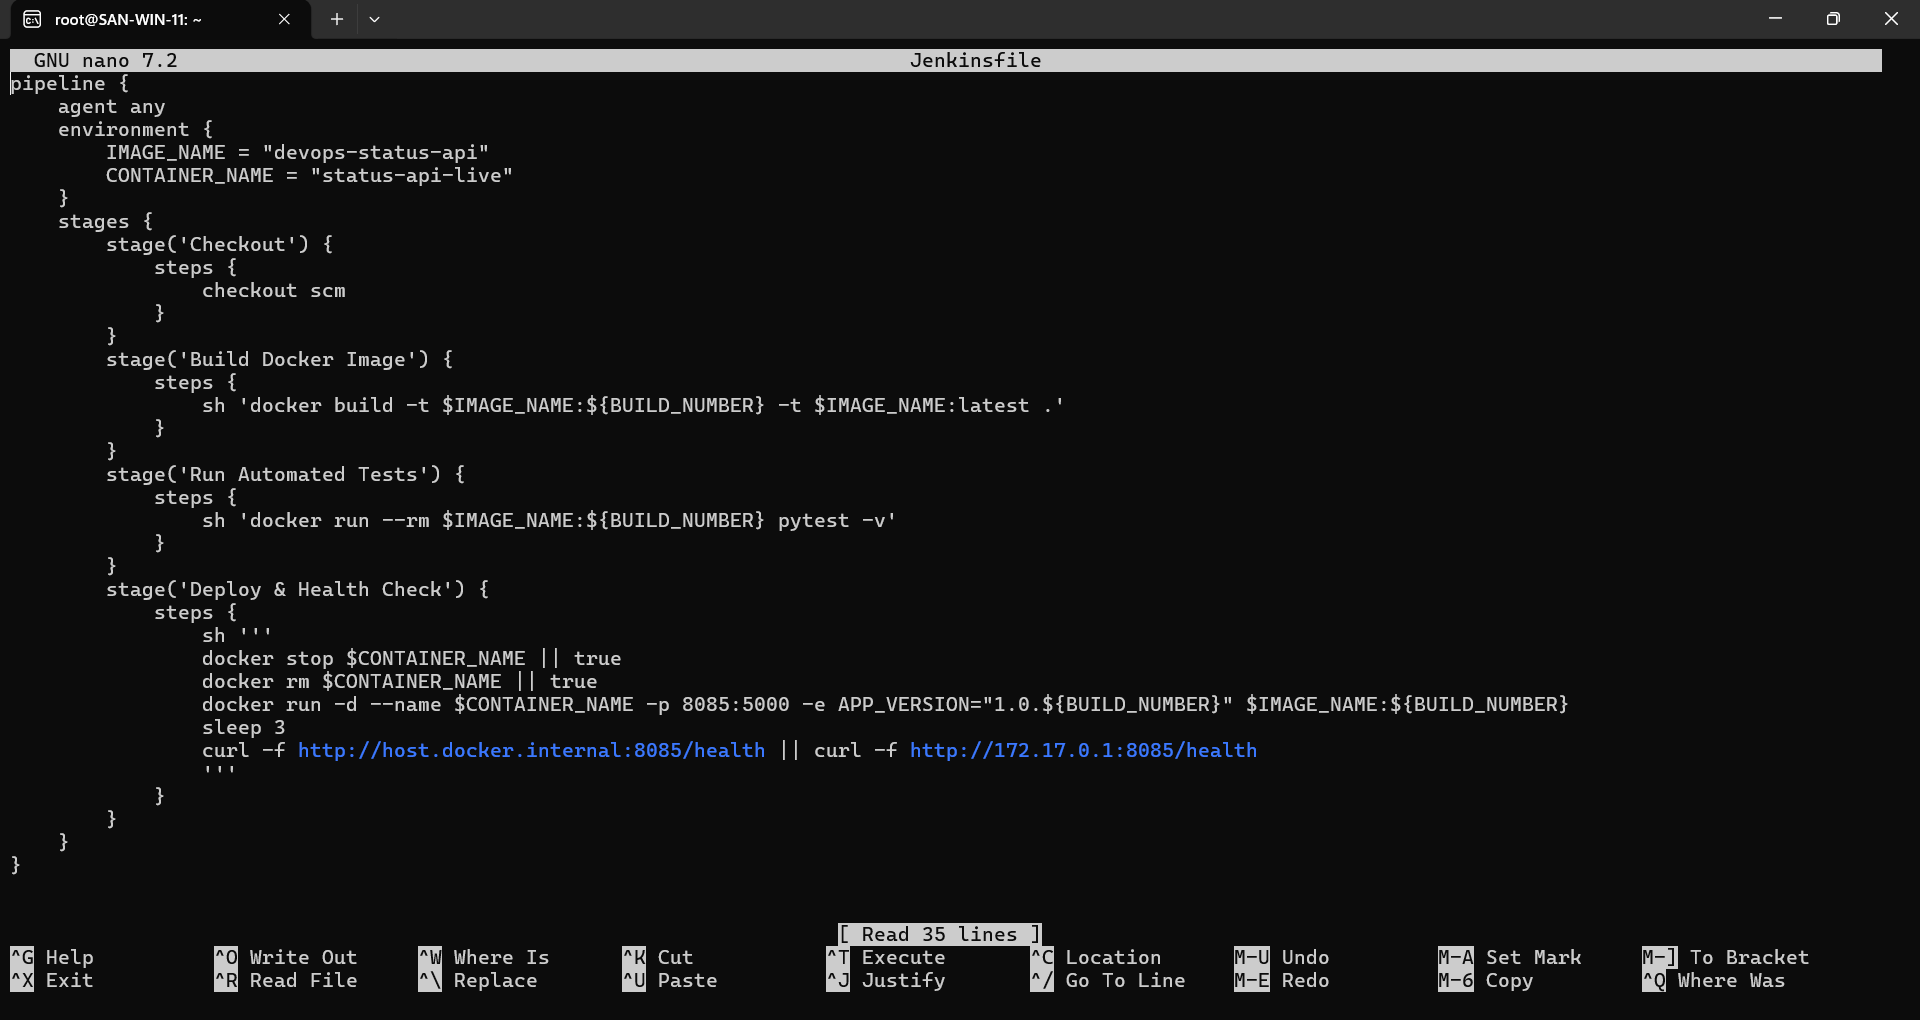 root@SAN-WIN-11: ~
GNU nano 7.2 Jenkinsfile
pipeline {
    agent any
    environment {
        IMAGE_NAME = "devops-status-api"
        CONTAINER_NAME = "status-api-live"
    }
    stages {
        stage('Checkout') {
            steps {
                checkout scm
            }
        }
        stage('Build Docker Image') {
            steps {
                sh 'docker build -t $IMAGE_NAME:${BUILD_NUMBER} -t $IMAGE_NAME:latest .'
            }
        }
        stage('Run Automated Tests') {
            steps {
                sh 'docker run --rm $IMAGE_NAME:${BUILD_NUMBER} pytest -v'
            }
        }
        stage('Deploy & Health Check') {
            steps {
                sh '''
                docker stop $CONTAINER_NAME || true
                docker rm $CONTAINER_NAME || true
                docker run -d --name $CONTAINER_NAME -p 8085:5000 -e APP_VERSION="1.0.${BUILD_NUMBER}" $IMAGE_NAME:${BUILD_NUMBER}
                sleep 3
                curl -f http://host.docker.internal:8085/health || curl -f http://172.17.0.1:8085/health
                '''
            }
        }
    }
}
[ Read 35 lines ]
^G Help ^O Write Out ^W Where Is ^K Cut ^T Execute ^C Location M-U Undo M-A Set Mark M-] To Bracket
^X Exit ^R Read File ^\ Replace ^U Paste ^J Justify ^/ Go To Line M-E Redo M-6 Copy ^Q Where Was